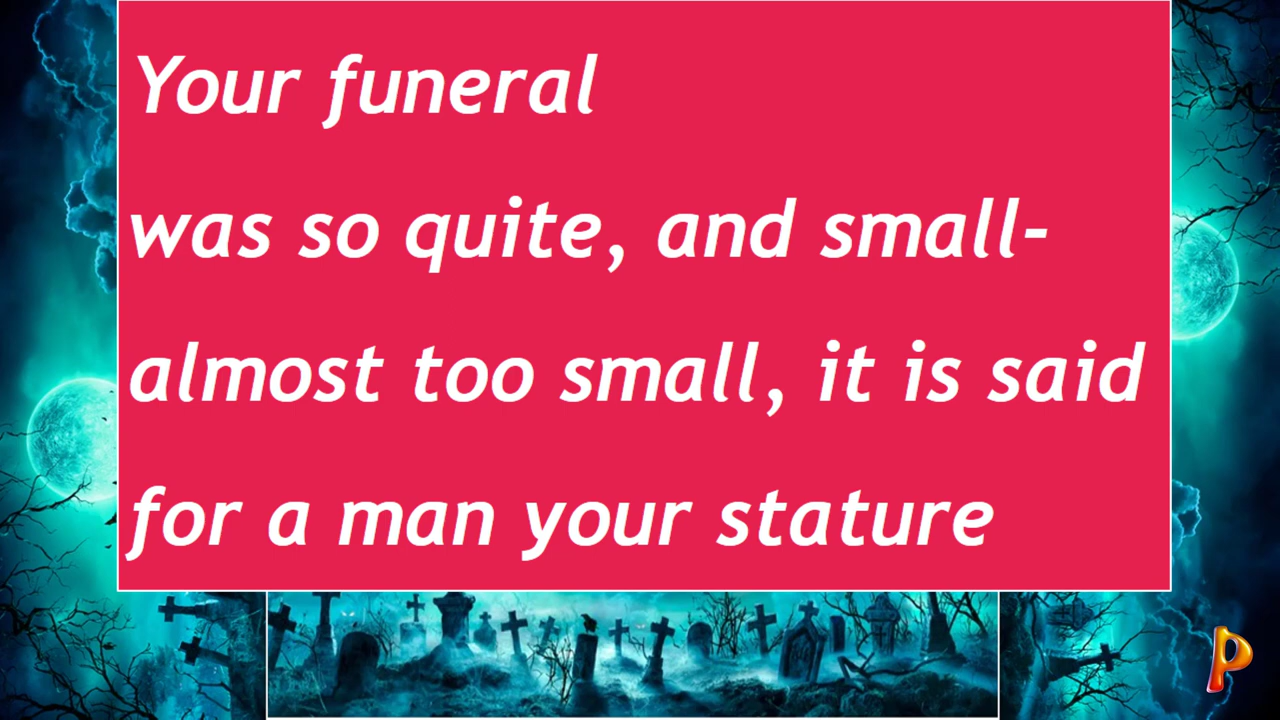 Your funeral
was so quite, and small-
almost too small, it is said
for a man your stature
P